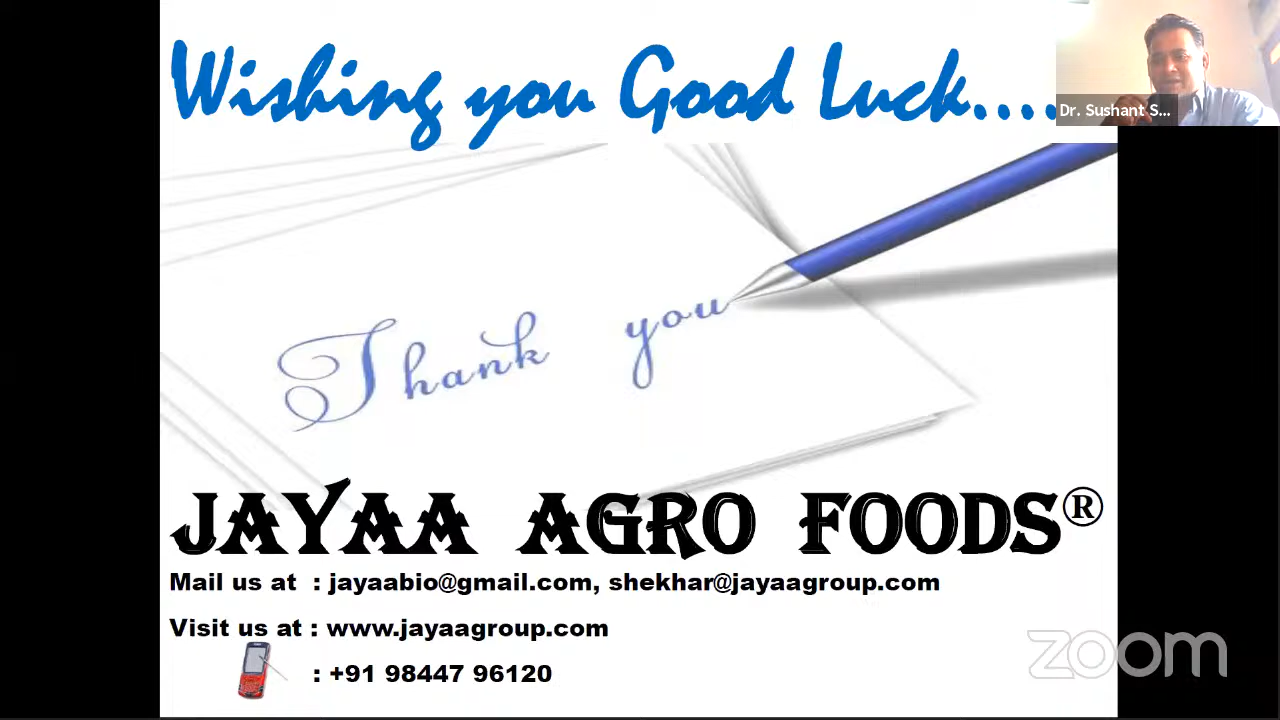 Wishing you Good Luck....
Dr. Sushant S...
Thank you
JAYAA AGRO FOODS®
Mail us at : jayaabio@gmail.com, shekhar@jayaagroup.com
Visit us at : www.jayaagroup.com
: +91 98447 96120
zoom